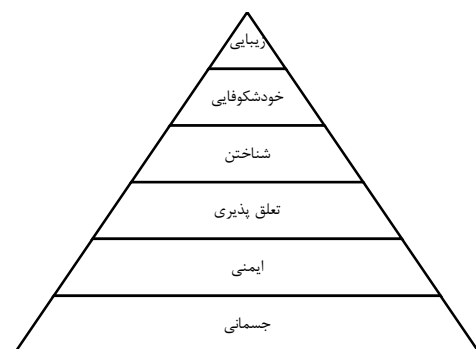 زیبایی
خودشکوفایی
شناختن
تعلق پذیری
ایمنی
جسمانی